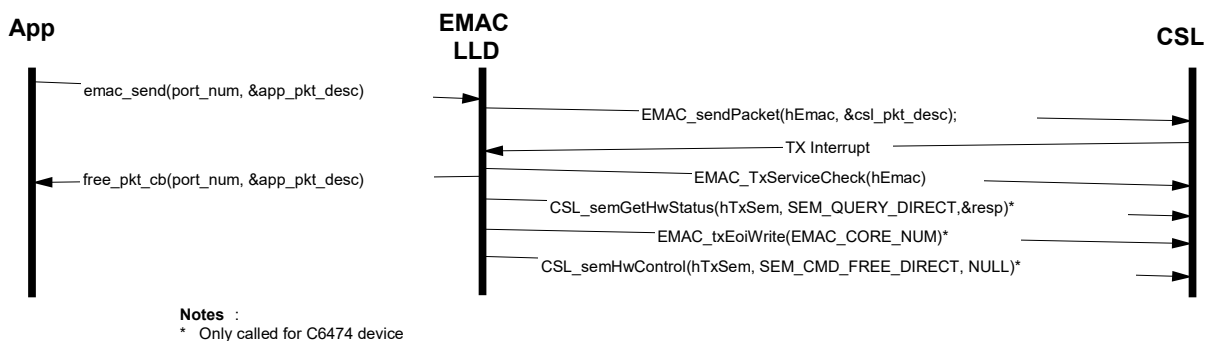 App
EMAC
LLD
CSL
emac_send(port_num, &app_pkt_desc)
EMAC_sendPacket(hEmac, &csl_pkt_desc);
TX Interrupt
free_pkt_cb(port_num, &app_pkt_desc)
EMAC_TxServiceCheck(hEmac)
CSL_semGetHwStatus(hTxSem, SEM_QUERY_DIRECT,&resp)*
EMAC_txEoiWrite(EMAC_CORE_NUM)*
CSL_semHwControl(hTxSem, SEM_CMD_FREE_DIRECT, NULL)*
Notes :
* Only called for C6474 device